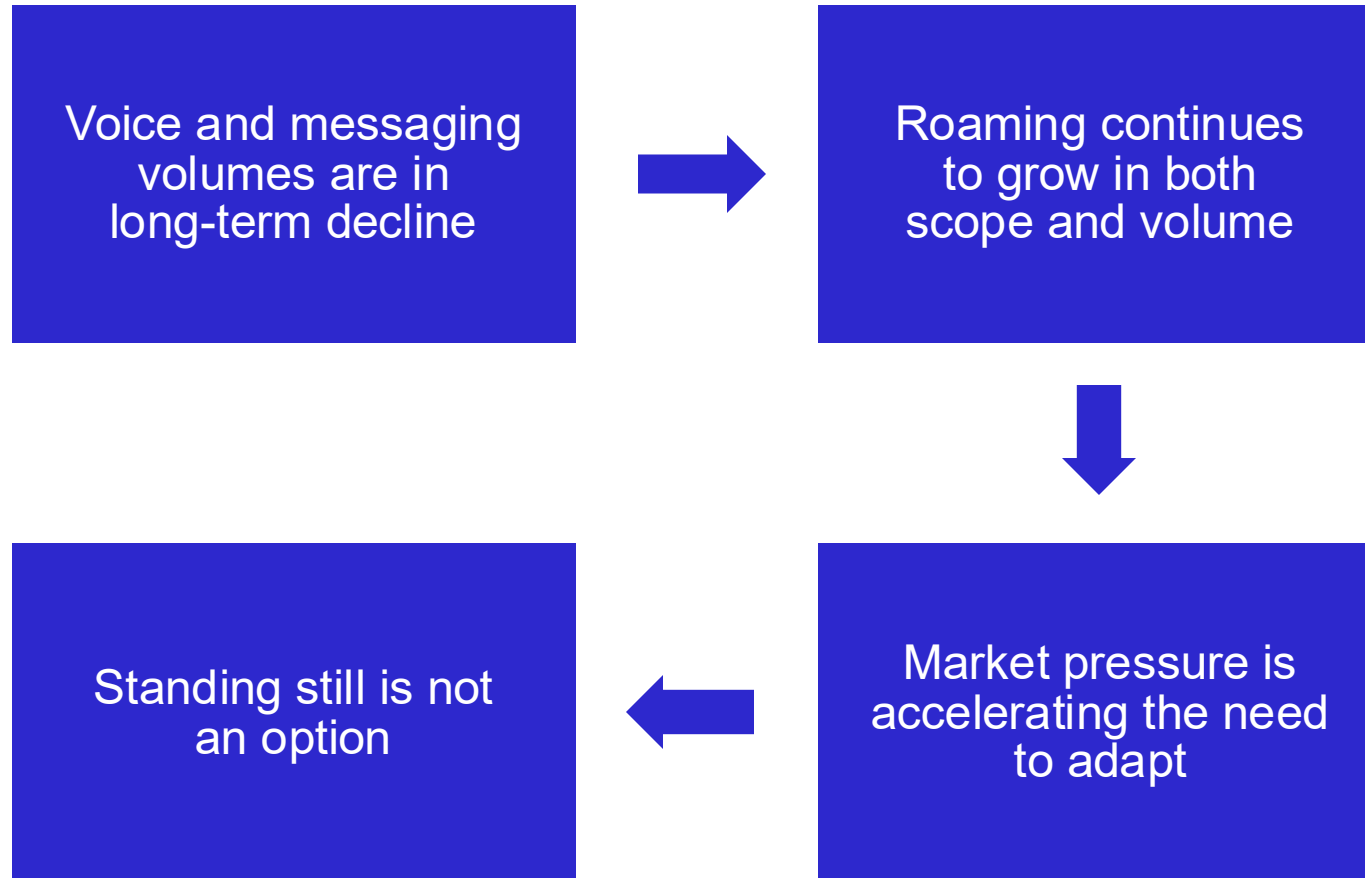 Voice and messaging
volumes are in
long-term decline
Roaming continues
to grow in both
scope and volume
Market pressure is
accelerating the need
to adapt
Standing still is not
an option